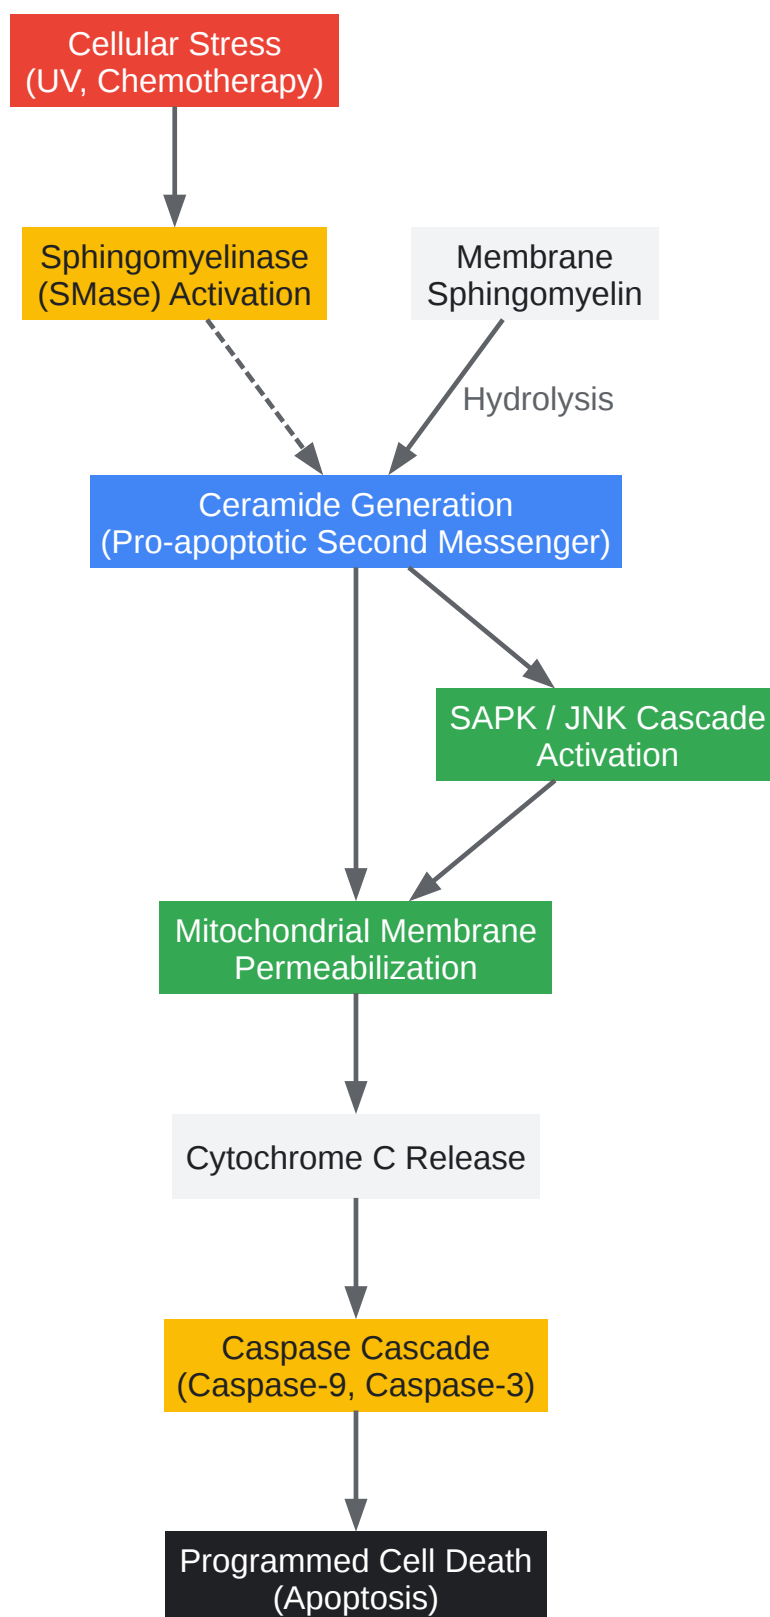 Cellular Stress
(UV, Chemotherapy)
Sphingomyelinase
(SMase) Activation
Membrane
Sphingomyelin
Hydrolysis
Ceramide Generation
(Pro-apoptotic Second Messenger)
SAPK / JNK Cascade
Activation
Mitochondrial Membrane
Permeabilization
Cytochrome C Release
Caspase Cascade
(Caspase-9, Caspase-3)
Programmed Cell Death
(Apoptosis)